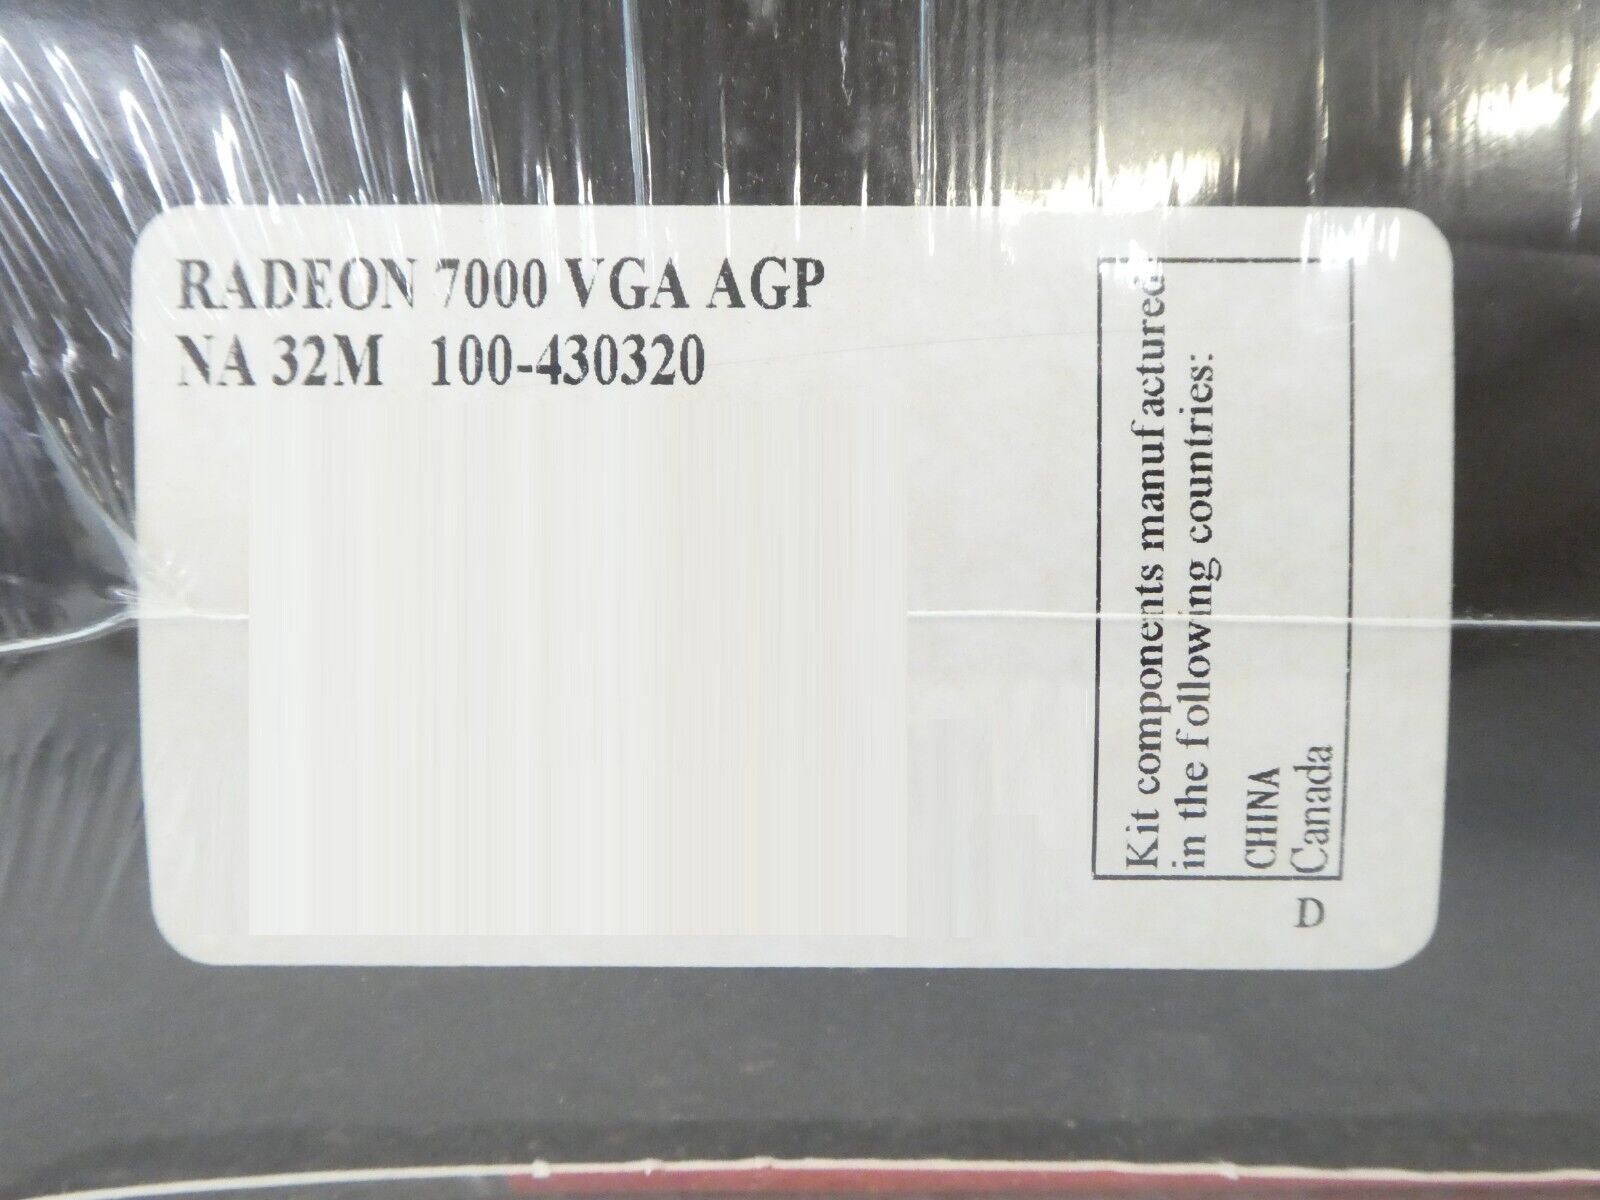 RADEON 7000 VGA AGP
NA 32M 100-430320
Kit components manufactured
in the following countries:
CHINA
Canada
D